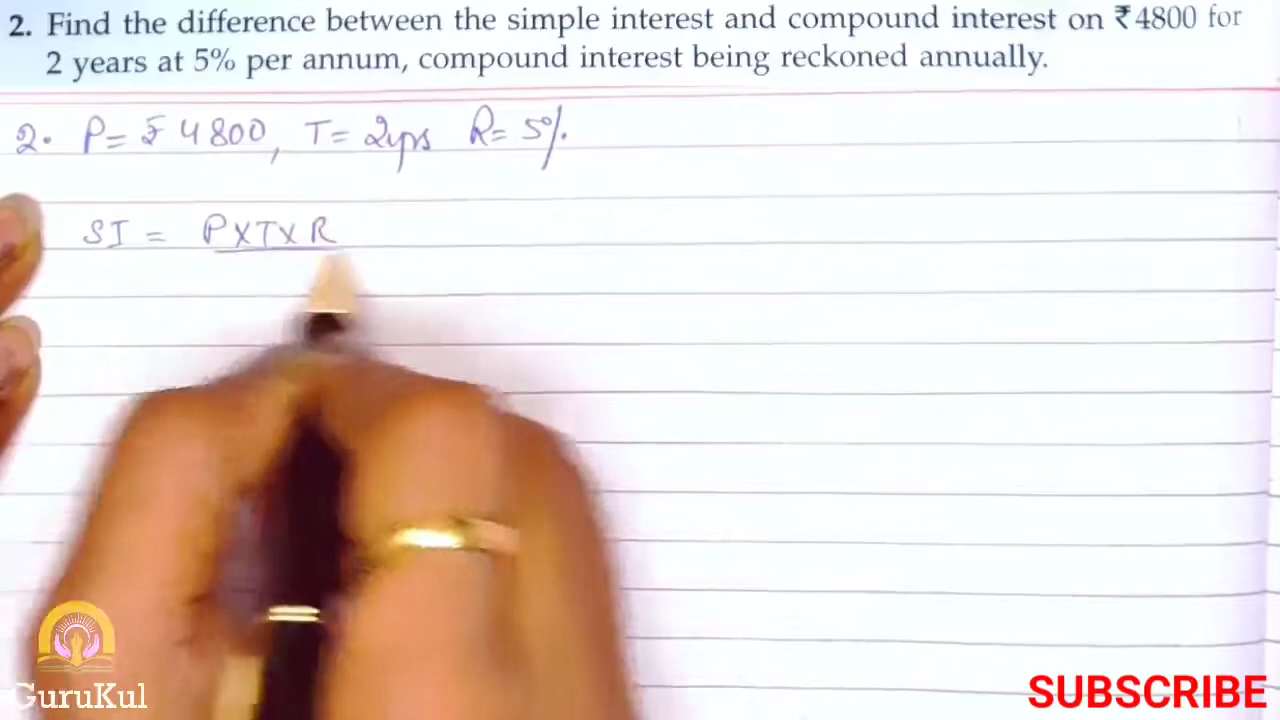 2. Find the difference between the simple interest and compound interest on ₹4800 for
2 years at 5% per annum, compound interest being reckoned annually.
2. P= ₹ 4800, T= 2yrs R= 5%.
SI = P×T×R
GuruKul
SUBSCRIBE